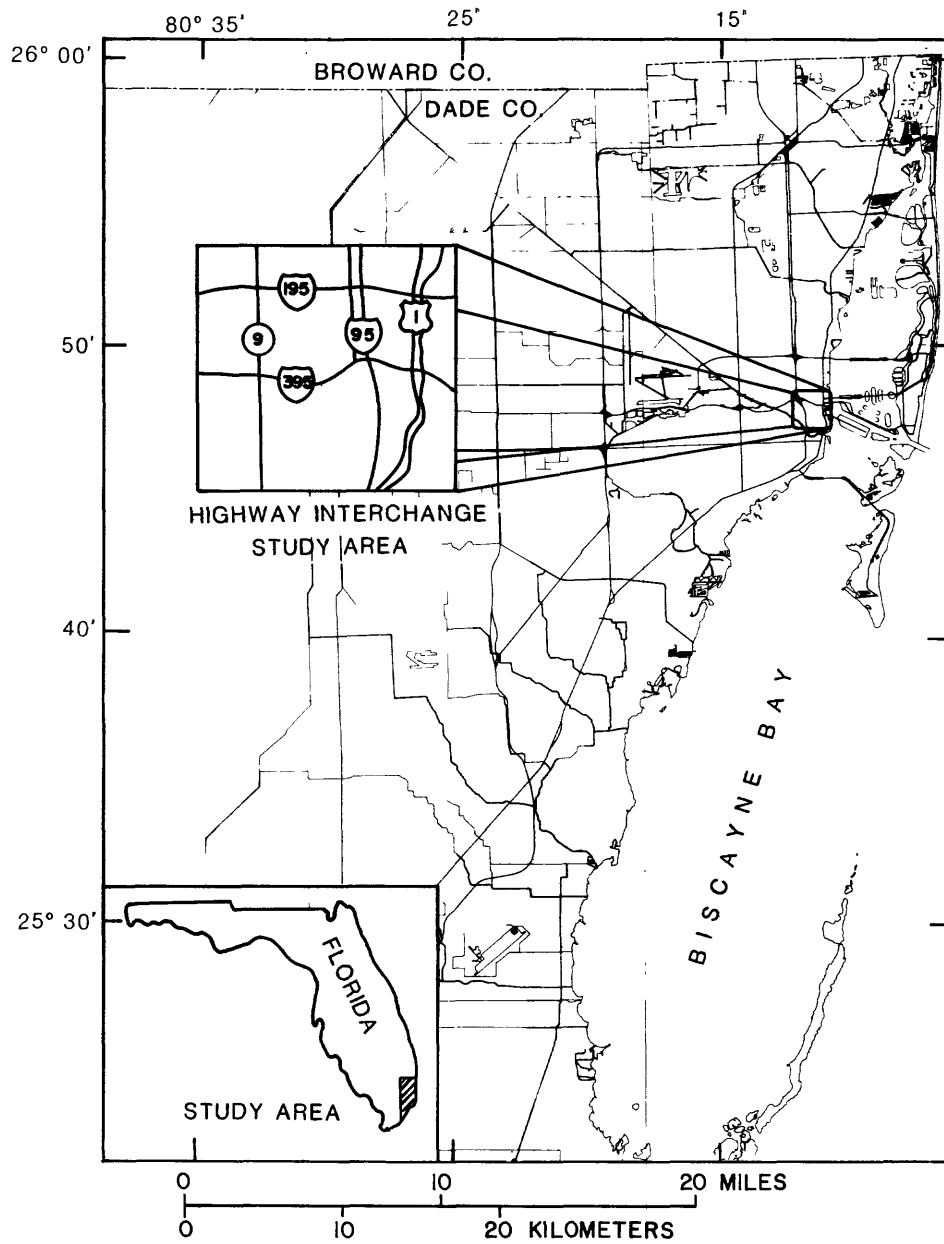 80° 35'
25'
15'
26° 00'
BROWARD CO.
DADE CO.
195
9
95
1
395
50'
HIGHWAY INTERCHANGE
STUDY AREA
40'
BISCAYNE BAY
25° 30'
FLORIDA
STUDY AREA
0 10 20 MILES
0 10 20 KILOMETERS